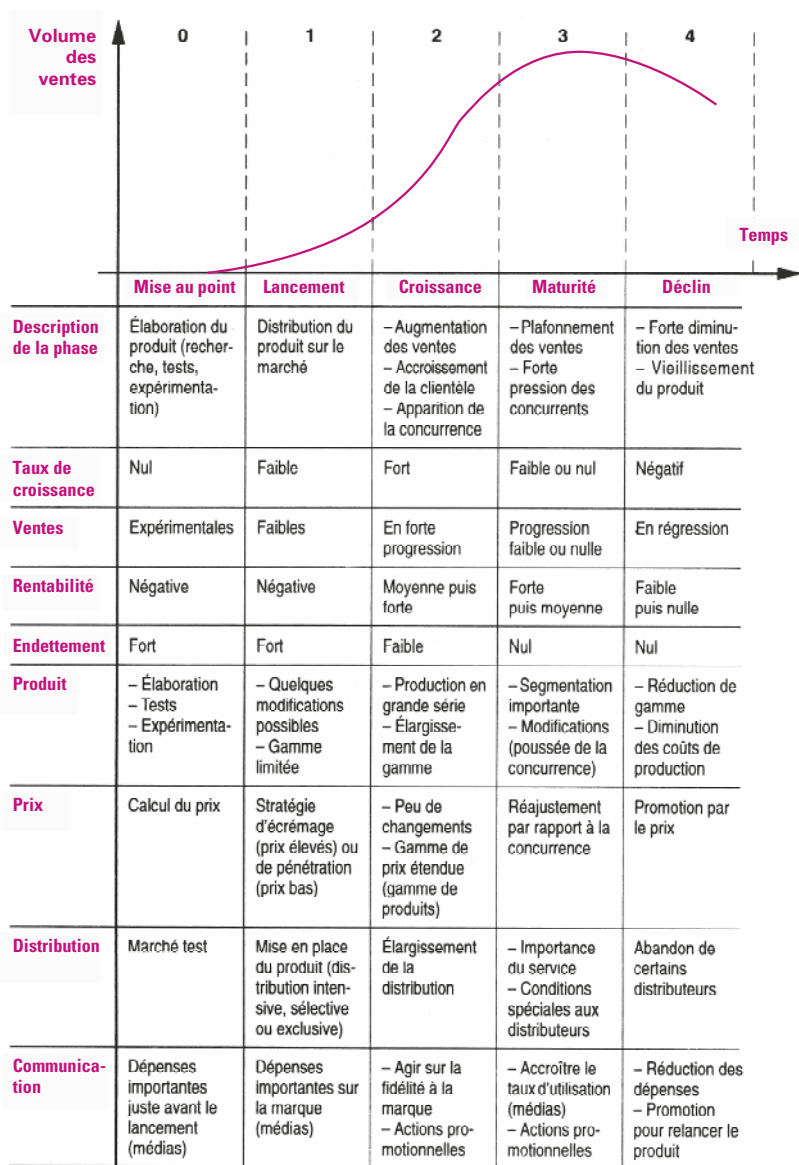 Volume
des
ventes
0
1
2
3
4
Temps
Mise au point
Lancement
Croissance
Maturité
Déclin
Description
de la phase
Élaboration du
produit (recher-
che, tests,
expérimenta-
tion)
Distribution du
produit sur le
marché
– Augmentation
des ventes
– Accroissement
de la clientèle
– Apparition de
la concurrence
– Plafonnement
des ventes
– Forte
pression des
concurrents
– Forte diminu-
tion des ventes
– Vieillissement
du produit
Taux de
croissance
Nul
Faible
Fort
Faible ou nul
Négatif
Ventes
Expérimentales
Faibles
En forte
progression
Progression
faible ou nulle
En régression
Rentabilité
Négative
Négative
Moyenne puis
forte
Forte
puis moyenne
Faible
puis nulle
Endettement
Fort
Fort
Faible
Nul
Nul
Produit
– Élaboration
– Tests
– Expérimenta-
tion
– Quelques
modifications
possibles
– Gamme
limitée
– Production en
grande série
– Élargisse-
ment de la
gamme
– Segmentation
importante
– Modifications
(poussée de la
concurrence)
– Réduction de
gamme
– Diminution
des coûts de
production
Prix
Calcul du prix
Stratégie
d'écrémage
(prix élevés) ou
de pénétration
(prix bas)
– Peu de
changements
– Gamme de
prix étendue
(gamme de
produits)
Réajustement
par rapport à la
concurrence
Promotion par
le prix
Distribution
Marché test
Mise en place
du produit (dis-
tribution inten-
sive, sélective
ou exclusive)
Élargissement
de la
distribution
– Importance
du service
– Conditions
spéciales aux
distributeurs
Abandon de
certains
distributeurs
Communica-
tion
Dépenses
importantes
juste avant le
lancement
(médias)
Dépenses
importantes sur
la marque
(médias)
– Agir sur la
fidélité à la
marque
– Actions pro-
motionnelles
– Accroître le
taux d'utilisation
(médias)
– Actions pro-
motionnelles
– Réduction des
dépenses
– Promotion
pour relancer le
produit